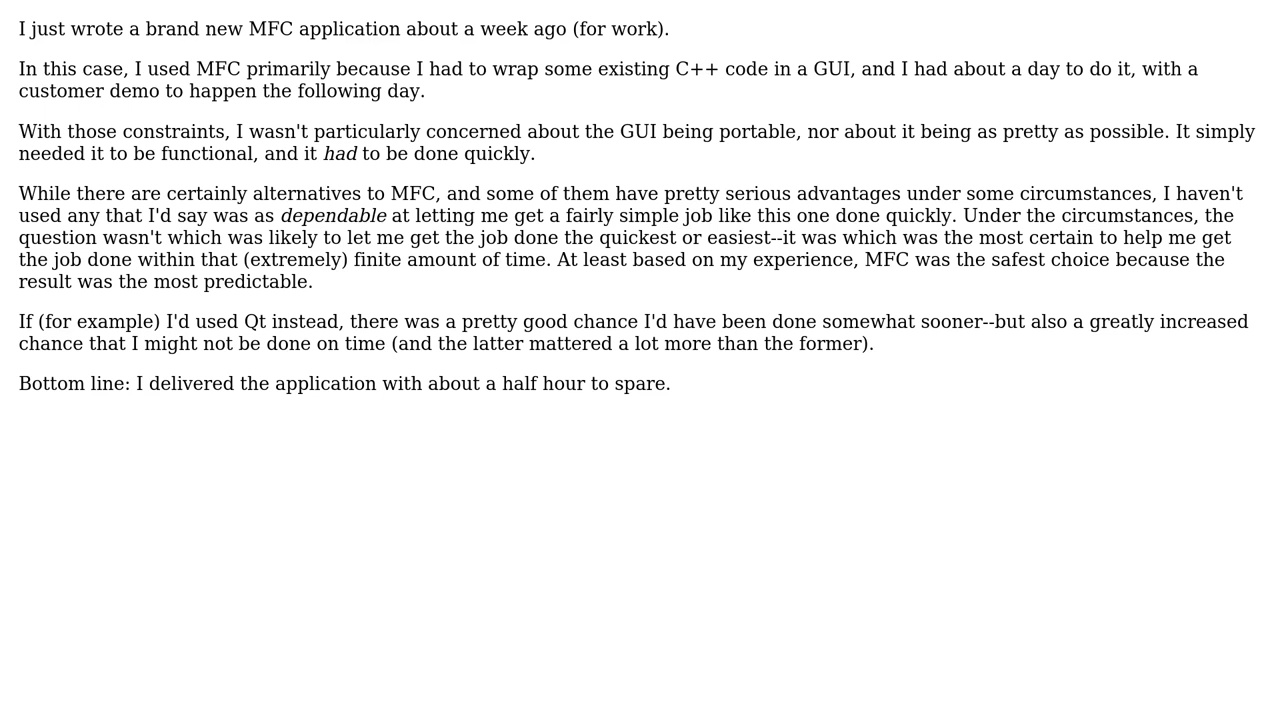 I just wrote a brand new MFC application about a week ago (for work).
In this case, I used MFC primarily because I had to wrap some existing C++ code in a GUI, and I had about a day to do it, with a
customer demo to happen the following day.
With those constraints, I wasn't particularly concerned about the GUI being portable, nor about it being as pretty as possible. It simply
needed it to be functional, and it had to be done quickly.
While there are certainly alternatives to MFC, and some of them have pretty serious advantages under some circumstances, I haven't
used any that I'd say was as dependable at letting me get a fairly simple job like this one done quickly. Under the circumstances, the
question wasn't which was likely to let me get the job done the quickest or easiest--it was which was the most certain to help me get
the job done within that (extremely) finite amount of time. At least based on my experience, MFC was the safest choice because the
result was the most predictable.
If (for example) I'd used Qt instead, there was a pretty good chance I'd have been done somewhat sooner--but also a greatly increased
chance that I might not be done on time (and the latter mattered a lot more than the former).
Bottom line: I delivered the application with about a half hour to spare.